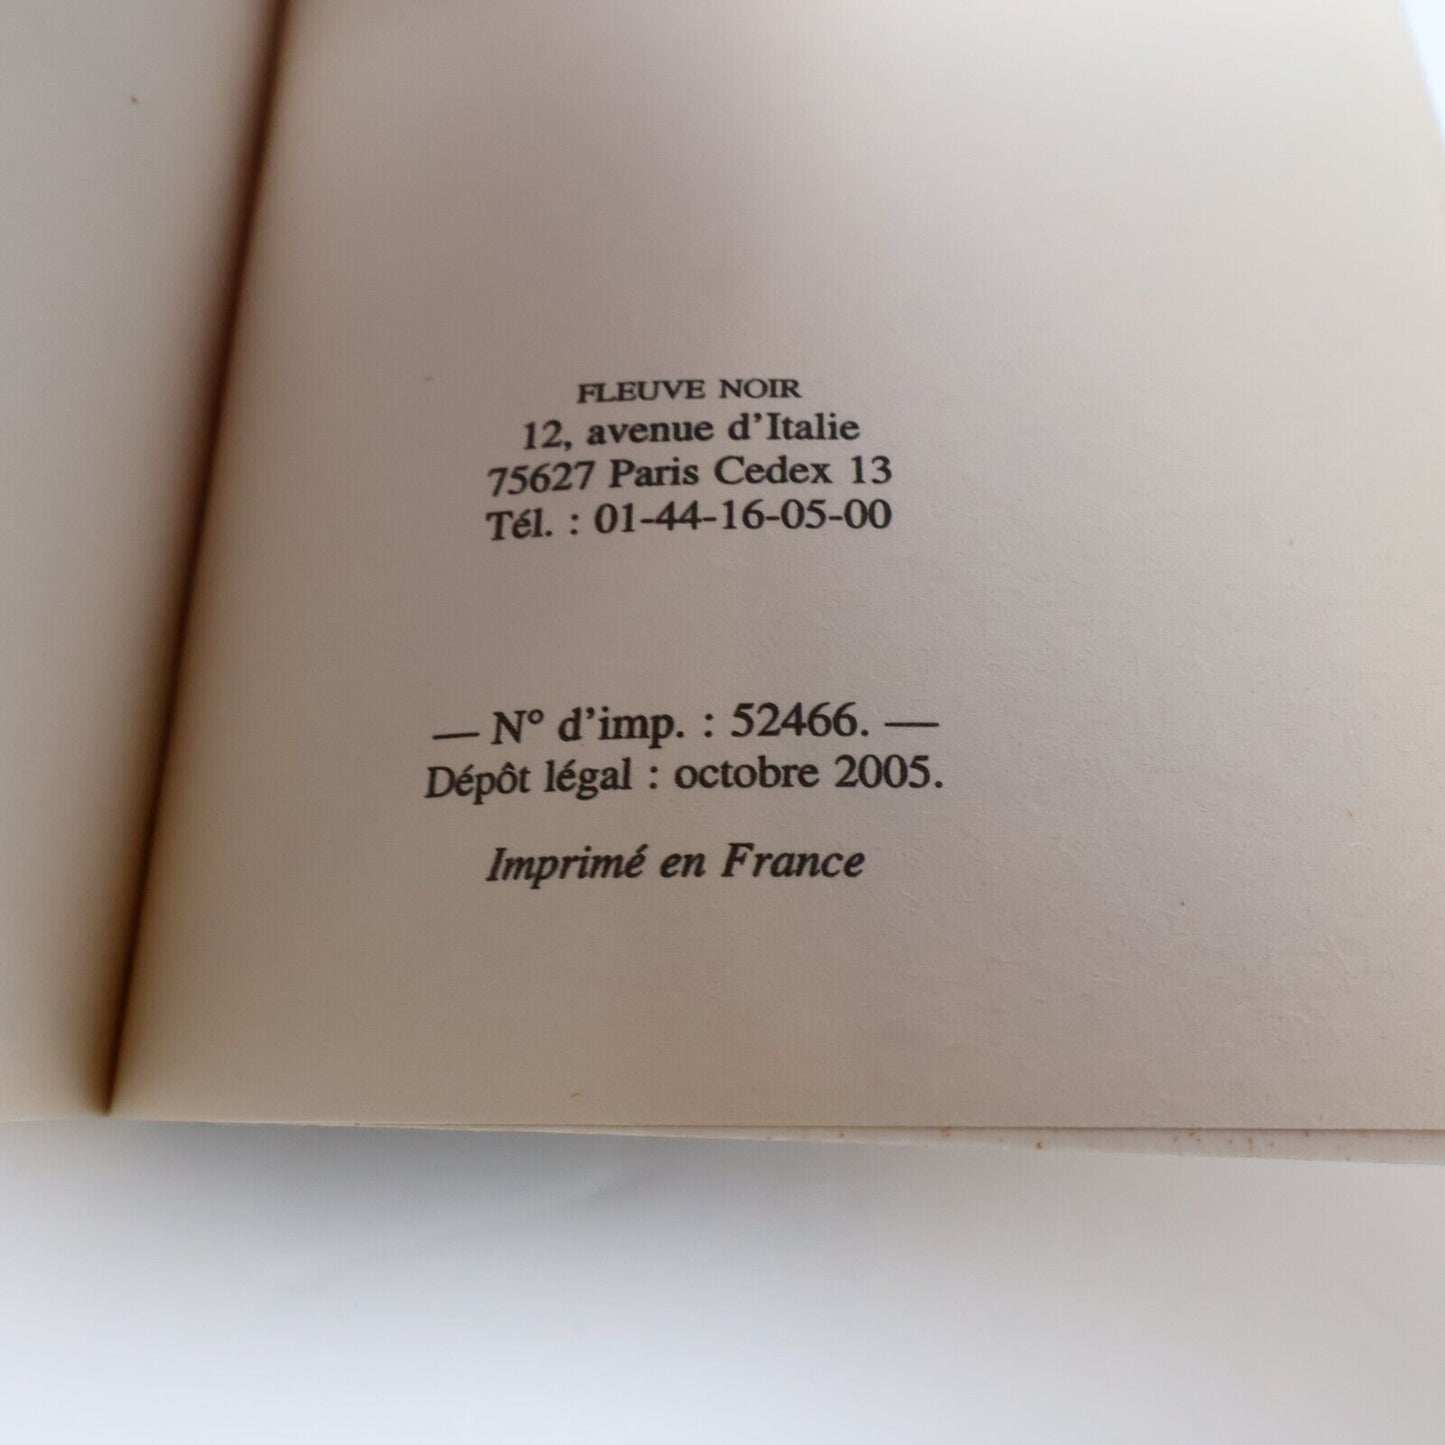 FLEUVE NOIR
12, avenue d'Italie
75627 Paris Cedex 13
Tél. : 01-44-16-05-00
— N° d'imp. : 52466. —
Dépôt légal : octobre 2005.
Imprimé en France